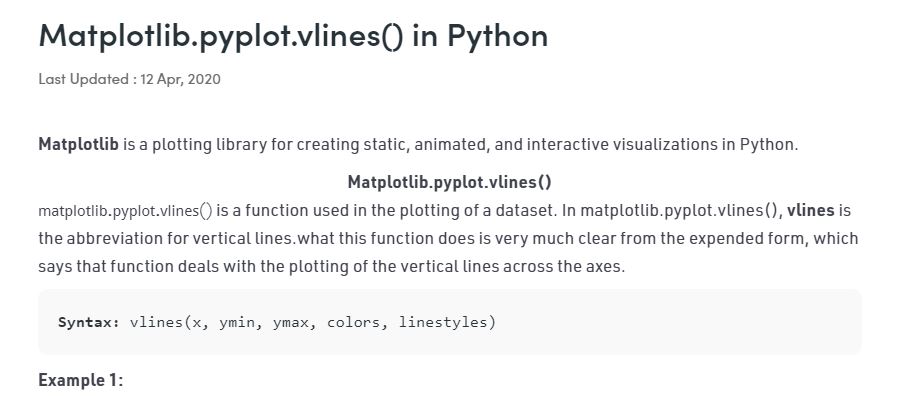 Matplotlib.pyplot.vlines() in Python
Last Updated : 12 Apr, 2020
Matplotlib is a plotting library for creating static, animated, and interactive visualizations in Python.
Matplotlib.pyplot.vlines()
matplotlib.pyplot.vlines() is a function used in the plotting of a dataset. In matplotlib.pyplot.vlines(), vlines is
the abbreviation for vertical lines.what this function does is very much clear from the expended form, which
says that function deals with the plotting of the vertical lines across the axes.
Syntax: vlines(x, ymin, ymax, colors, linestyles)
Example 1: